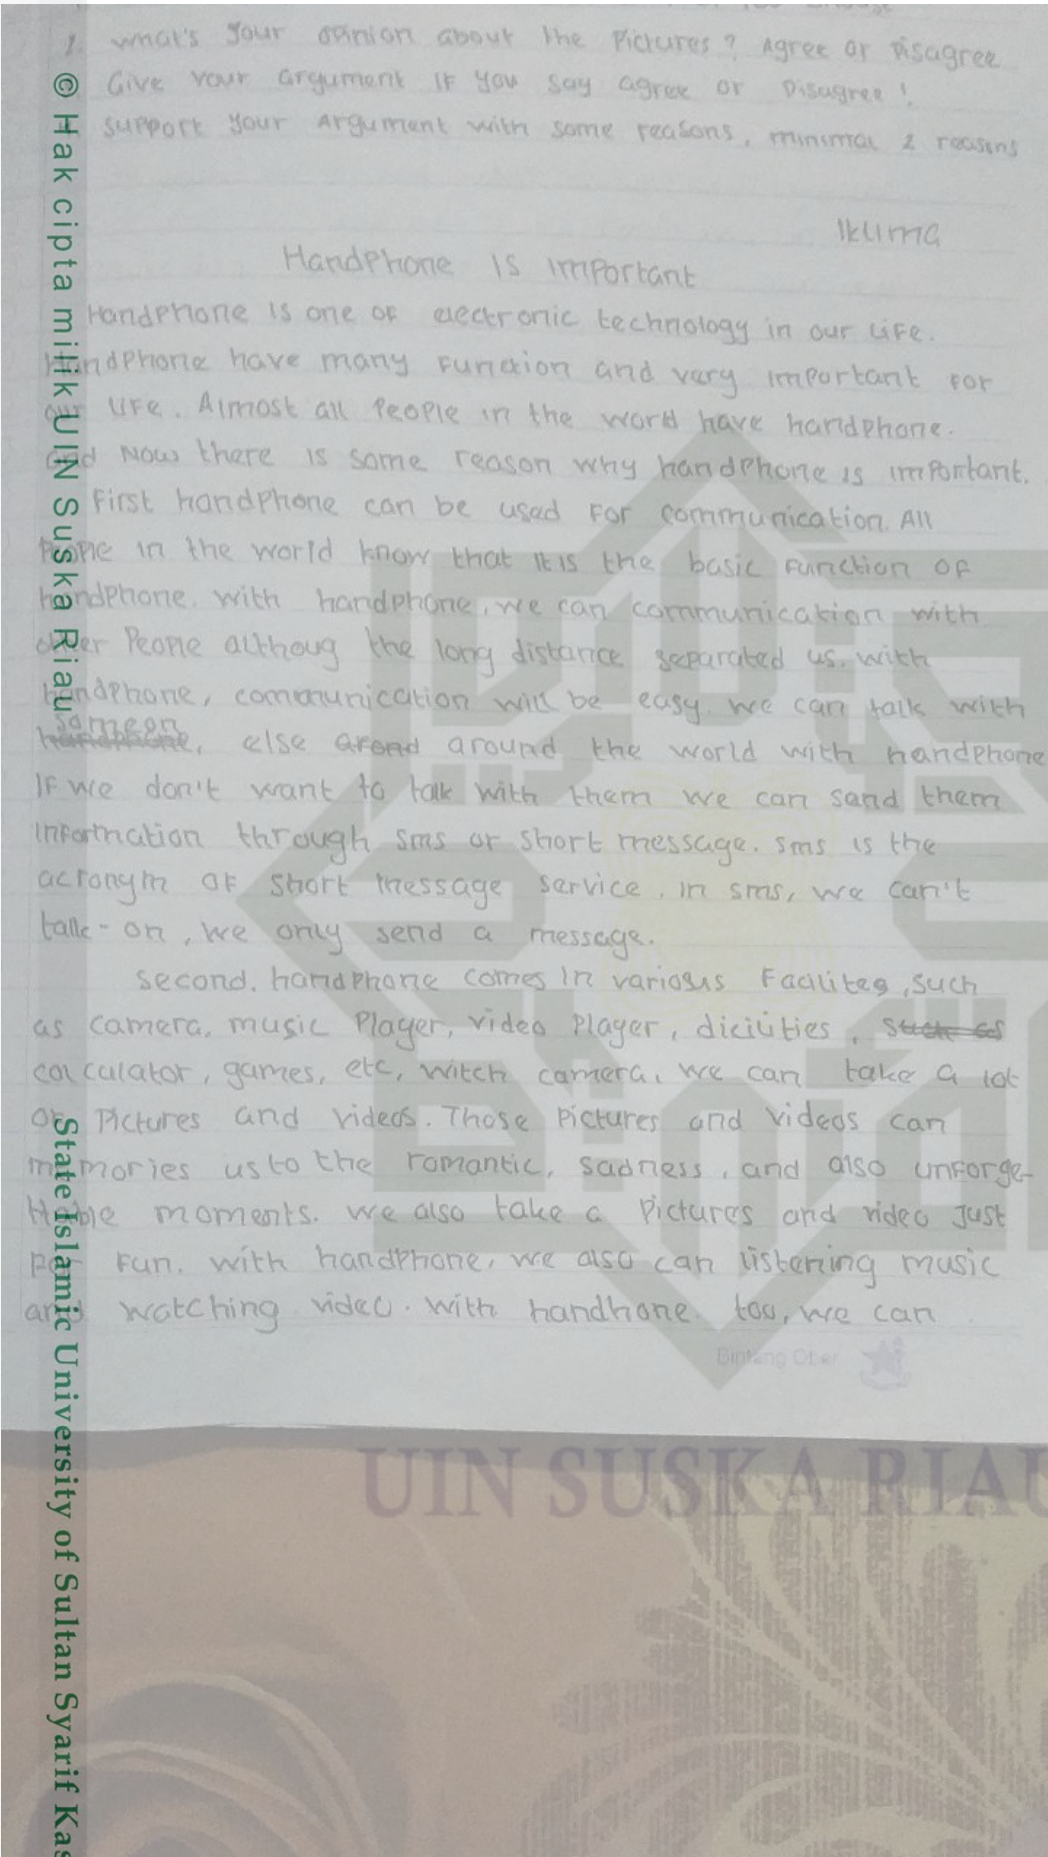 1. what's your opinion about the Pictures? Agree or Disagree
Give your argument if you say agree or Disagree!
Support your Argument with some reasons, minimal 2 reasons
Iklima
HandPhone is important
HandPhone is one of electronic technology in our life.
HandPhone have many function and very important for
our life. Almost all People in the world have handphone.
And Now there is some reason why handphone is important.
First handphone can be used for communication. All
People in the world know that it is the basic function of
handphone. with handphone, we can communication with
other People althoug the long distance separated us. with
handphone, communication will be easy. we can talk with
someon
handphone, else arond around the world with handphone
If we don't want to talk with them we can sand them
information through sms or short message. sms is the
acronym of short message service. in sms, we can't
talk-on, we only send a message.
second. handphone comes in various Facilites, such
as camera, music Player, video Player, dicilities, such as
calculator, games, etc, witch camera, we can take a lot
of Pictures and videos. Those Pictures and videos can
memories us to the romantic, sadness, and also unforge-
ttable moments. we also take a Pictures and video just
For Fun. with handphone, we also can listening music
and watching video. with handhone too, we can
Bintang Ober
UIN SUSKA RIAU
© Hak cipta milik UIN Suska Riau
State Islamic University of Sultan Syarif Kas